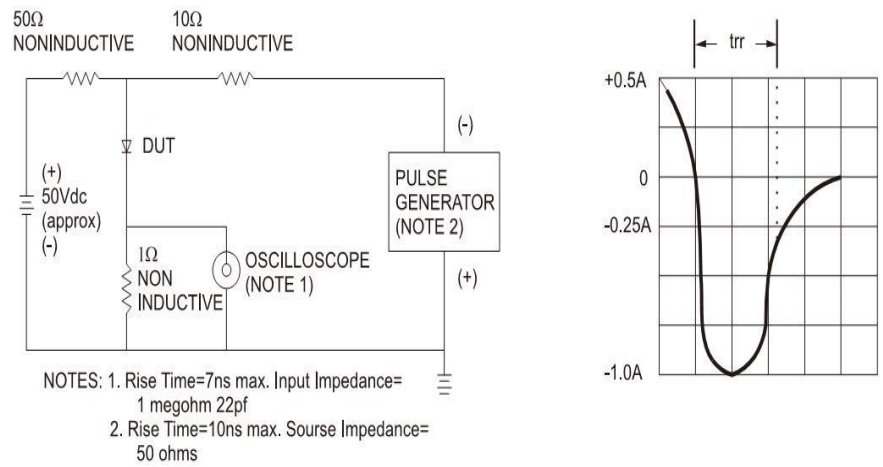 50Ω
NONINDUCTIVE
10Ω
NONINDUCTIVE
DUT
(+)
50Vdc
(approx)
(-)
1Ω
NON
INDUCTIVE
OSCILLOSCOPE
(NOTE 1)
(-)
PULSE
GENERATOR
(NOTE 2)
(+)
NOTES: 1. Rise Time=7ns max. Input Impedance=
1 megohm 22pf
2. Rise Time=10ns max. Sourse Impedance=
50 ohms
trr
+0.5A
0
-0.25A
-1.0A